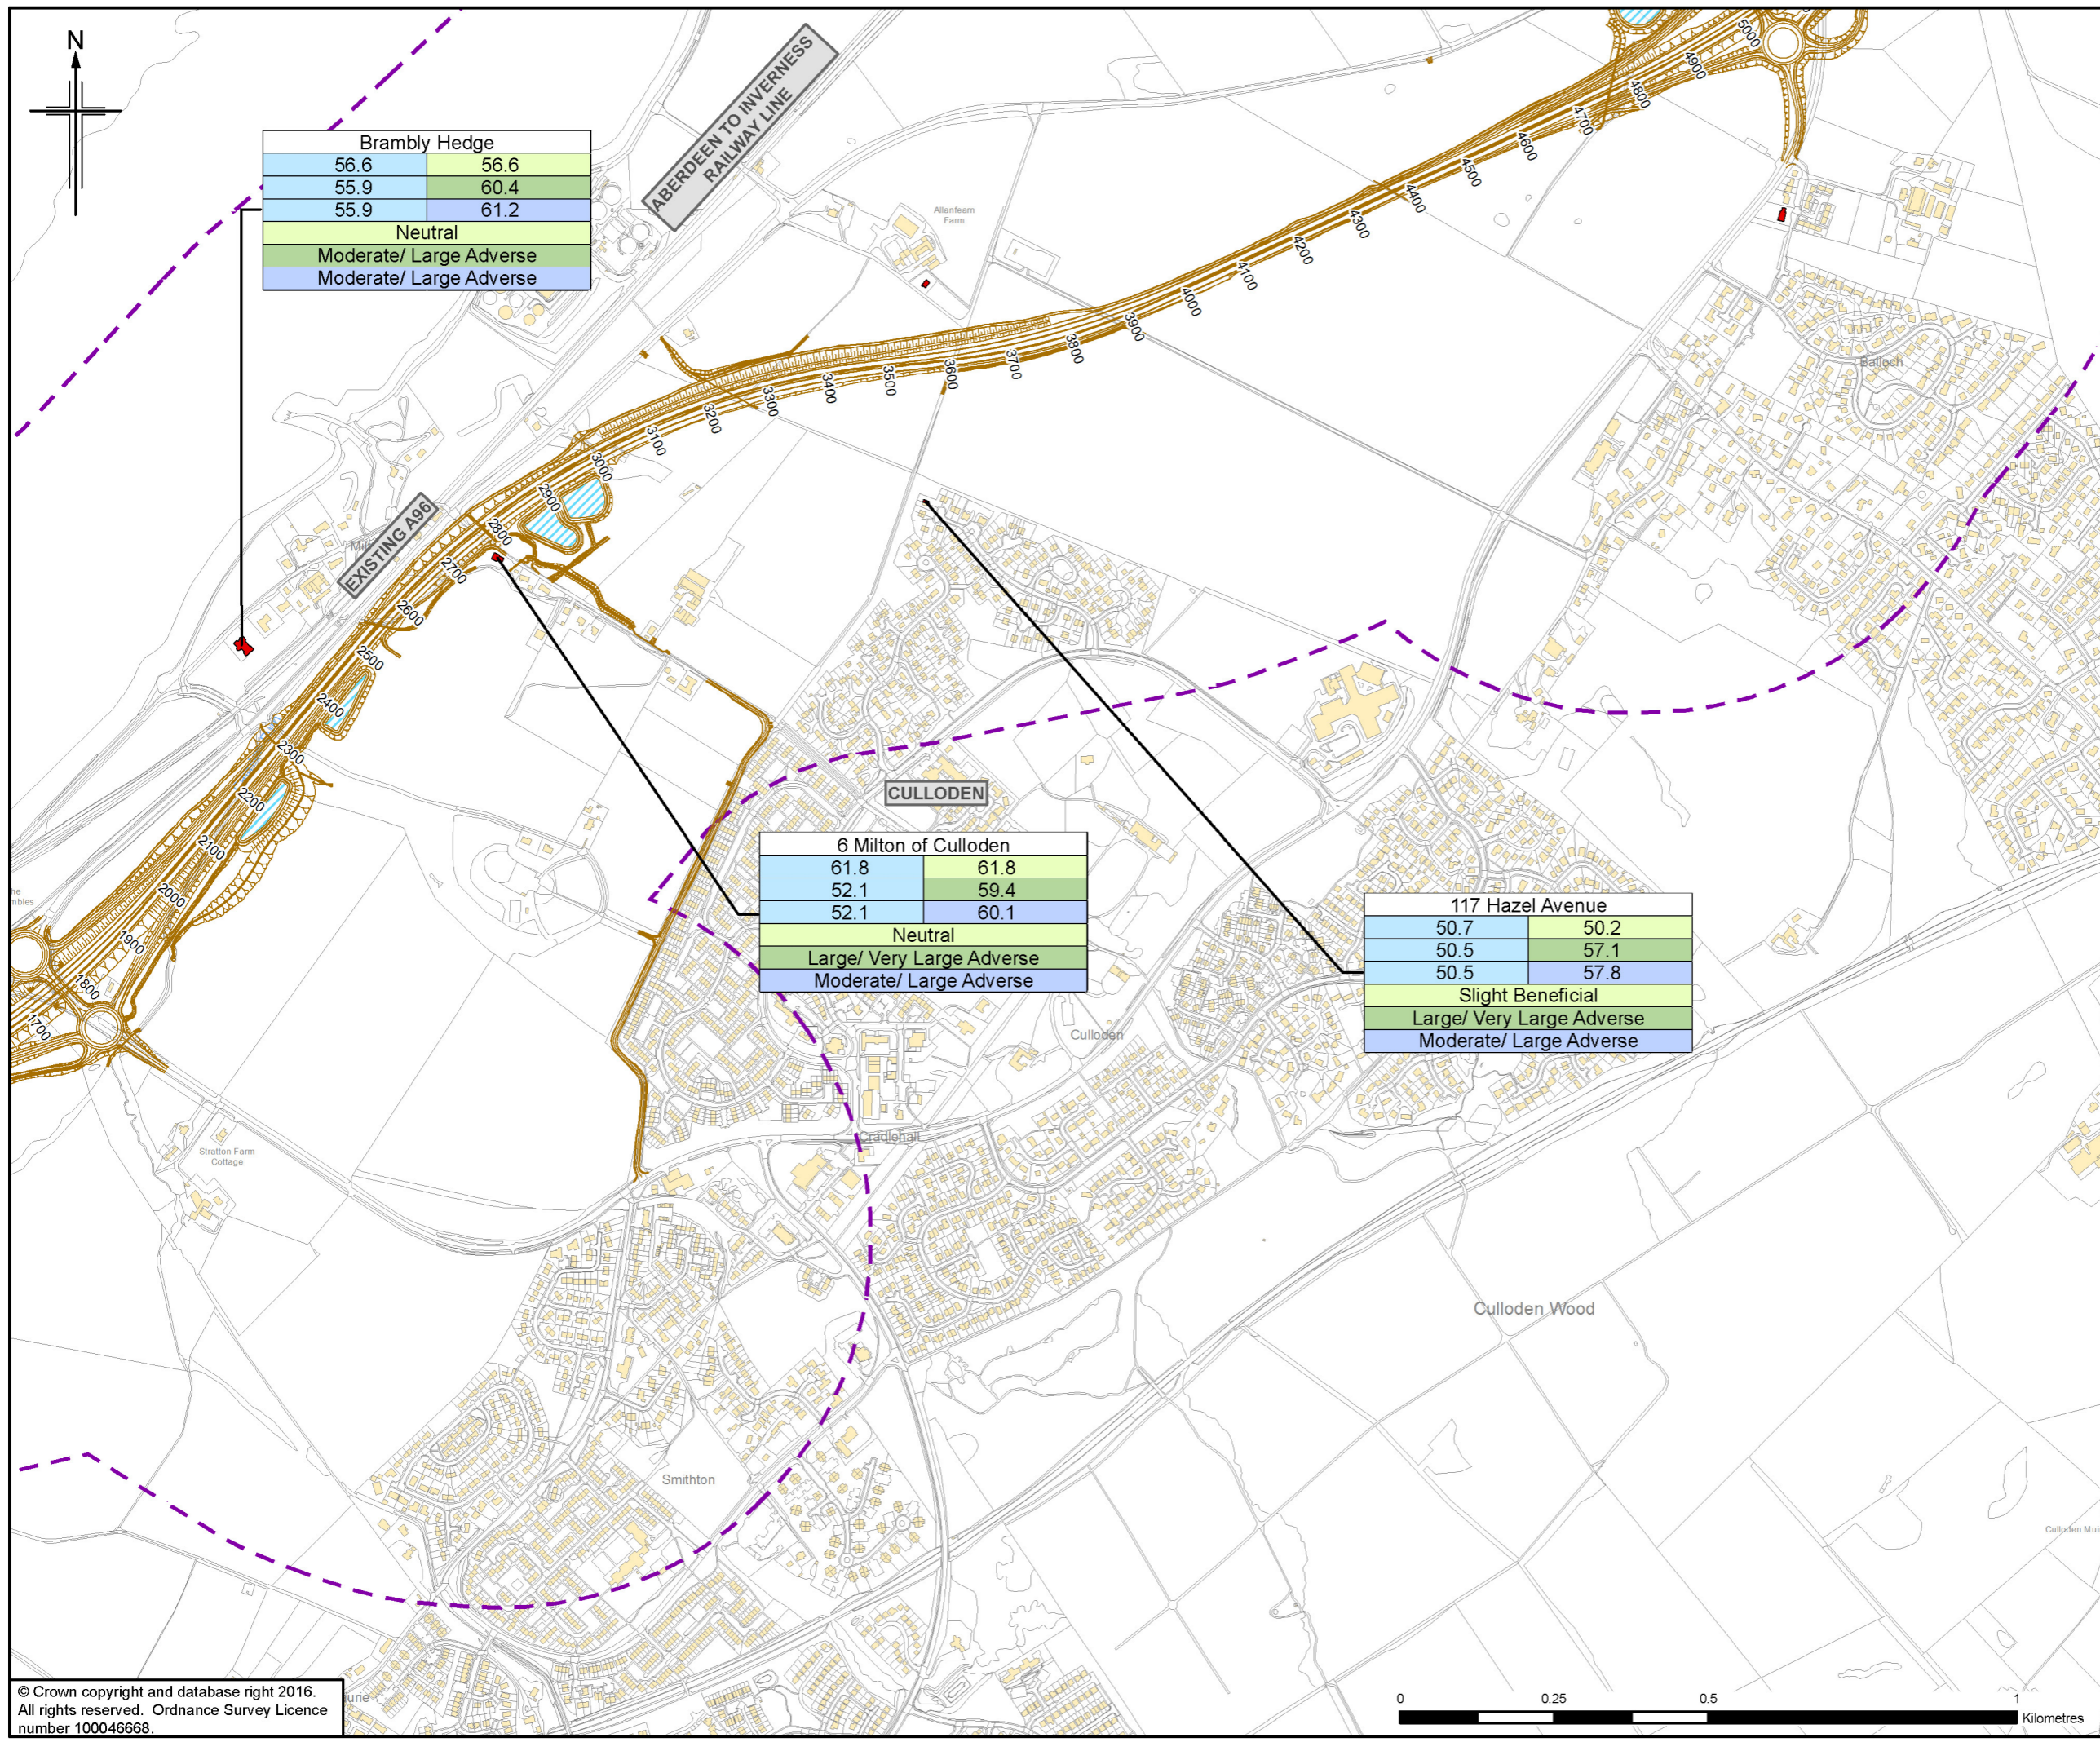 N
ABERDEEN TO INVERNESS
RAILWAY LINE
Brambly Hedge
56.6 56.6
55.9 60.4
55.9 61.2
Neutral
Moderate/ Large Adverse
Moderate/ Large Adverse
Allanfearn
Farm
5000
4900
4800
4700
4600
4500
4400
4300
4200
4100
4000
3900
3800
3700
3600
3500
3400
3300
3200
3100
3000
2900
2800
2700
2600
2500
2400
2300
2200
2100
2000
1900
1800
1700
Balloch
EXISTING A96
CULLODEN
6 Milton of Culloden
61.8 61.8
52.1 59.4
52.1 60.1
Neutral
Large/ Very Large Adverse
Moderate/ Large Adverse
117 Hazel Avenue
50.7 50.2
50.5 57.1
50.5 57.8
Slight Beneficial
Large/ Very Large Adverse
Moderate/ Large Adverse
Culloden
Cradlehall
Stratton Farm
Cottage
Culloden Wood
Smithton
© Crown copyright and database right 2016.
All rights reserved. Ordnance Survey Licence
number 100046668.
0 0.25 0.5 1
Kilometres